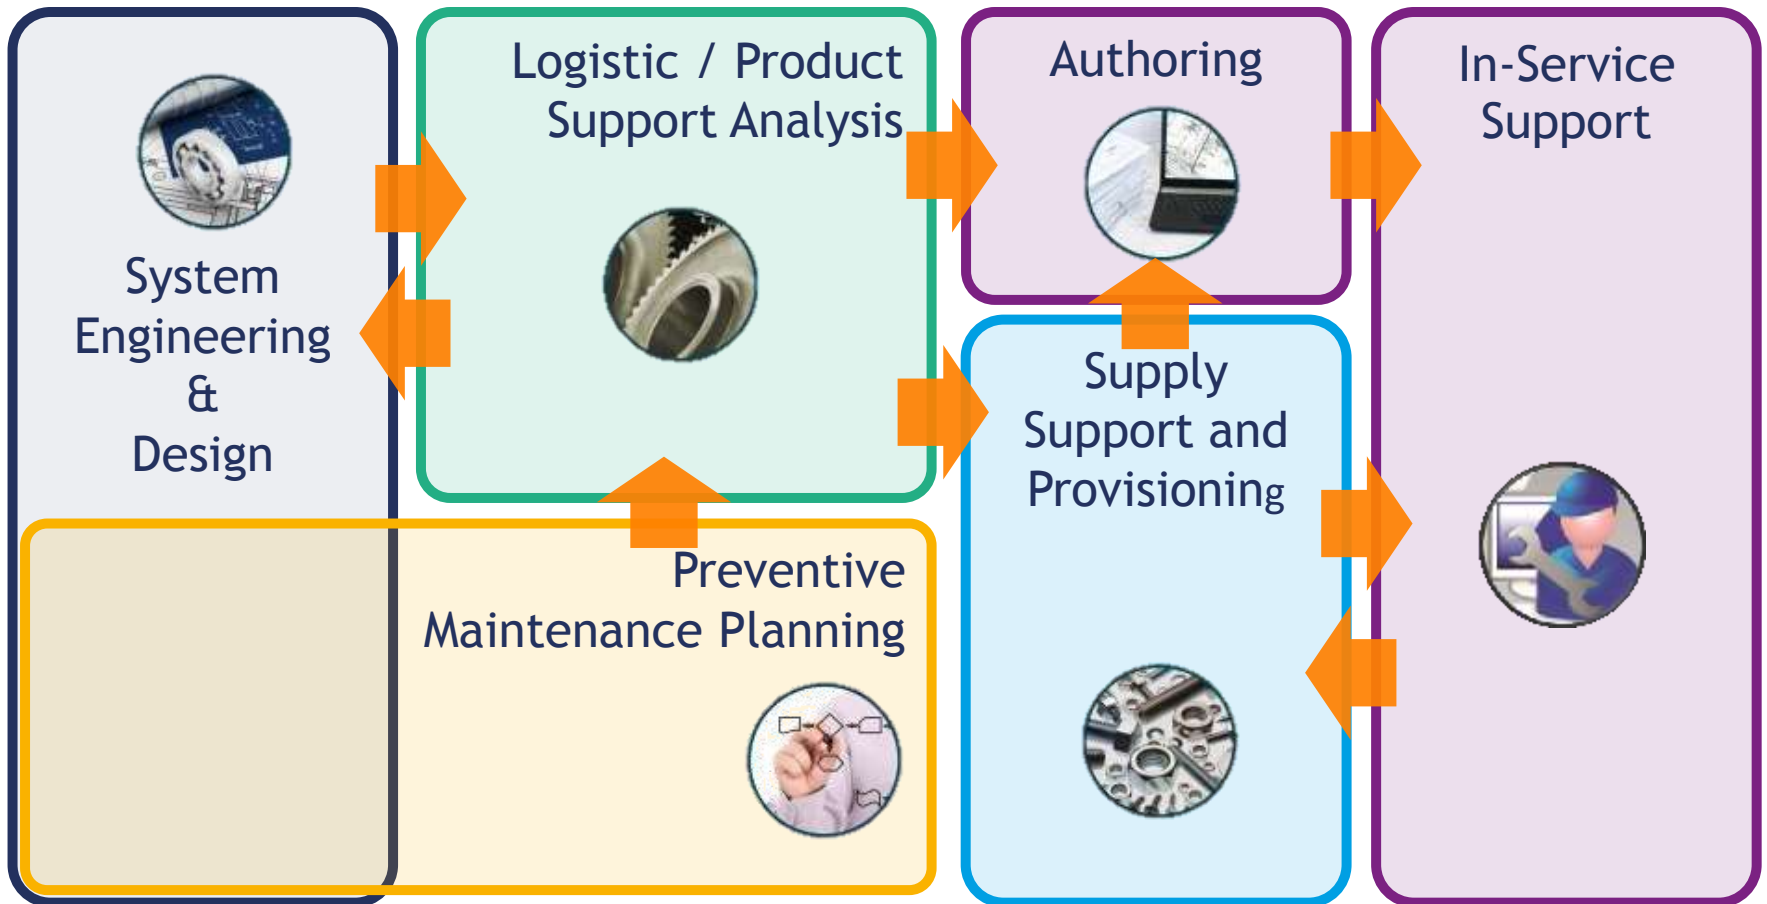 System
Engineering
&
Design
Logistic / Product
Support Analysis
Preventive
Maintenance Planning
Authoring
Supply
Support and
Provisioning
In-Service
Support